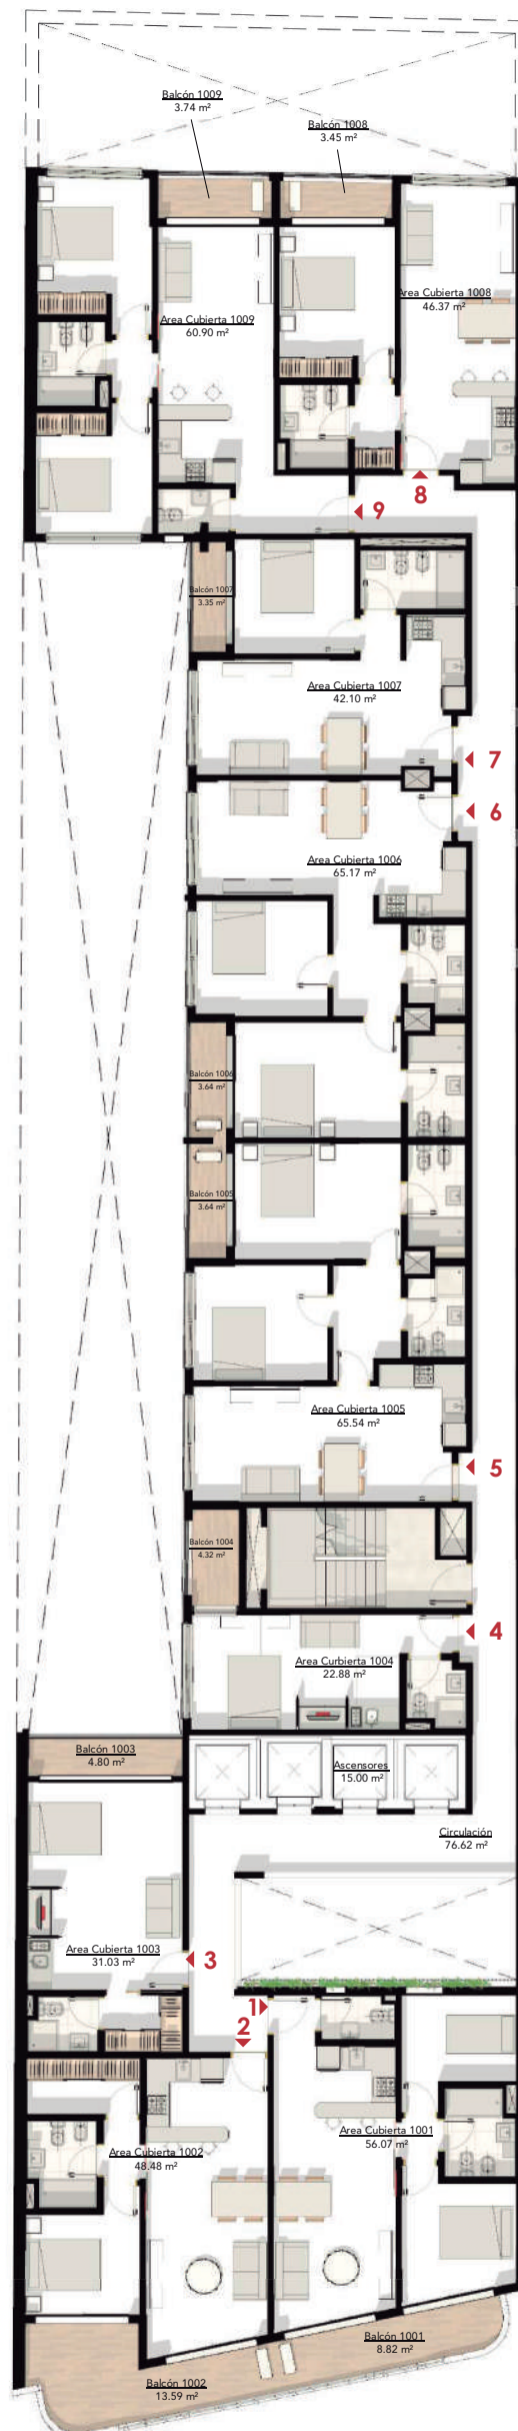 Balcón 1009
3.74 m²
Balcón 1008
3.45 m²
Area Cubierta 1008
46.37 m²
Area Cubierta 1009
60.90 m²
8
9
Balcón 1007
3.35 m²
Area Cubierta 1007
42.10 m²
7
6
Area Cubierta 1006
65.17 m²
Balcón 1006
3.64 m²
Balcón 1005
3.64 m²
Area Cubierta 1005
65.54 m²
5
Balcón 1004
4.32 m²
4
Area Curbierta 1004
22.88 m²
Balcón 1003
4.80 m²
Ascensores
15.00 m²
Circulación
76.62 m²
Area Cubierta 1003
31.03 m²
3
1
2
Area Cubierta 1002
48.48 m²
Area Cubierta 1001
56.07 m²
Balcón 1001
8.82 m²
Balcón 1002
13.59 m²